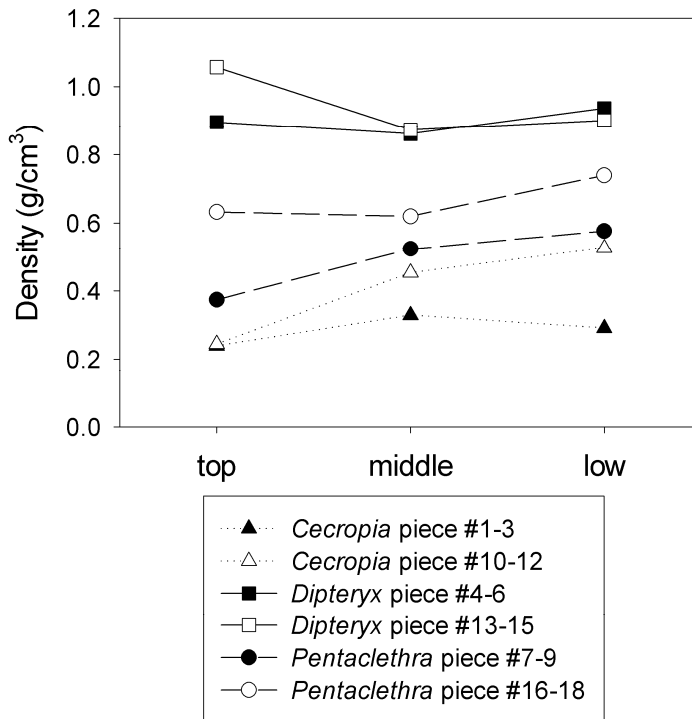 1.2
1.0
0.8
0.6
0.4
0.2
0.0
Density (g/cm³)
top middle low
Cecropia piece #1-3
Cecropia piece #10-12
Dipteryx piece #4-6
Dipteryx piece #13-15
Pentaclethra piece #7-9
Pentaclethra piece #16-18